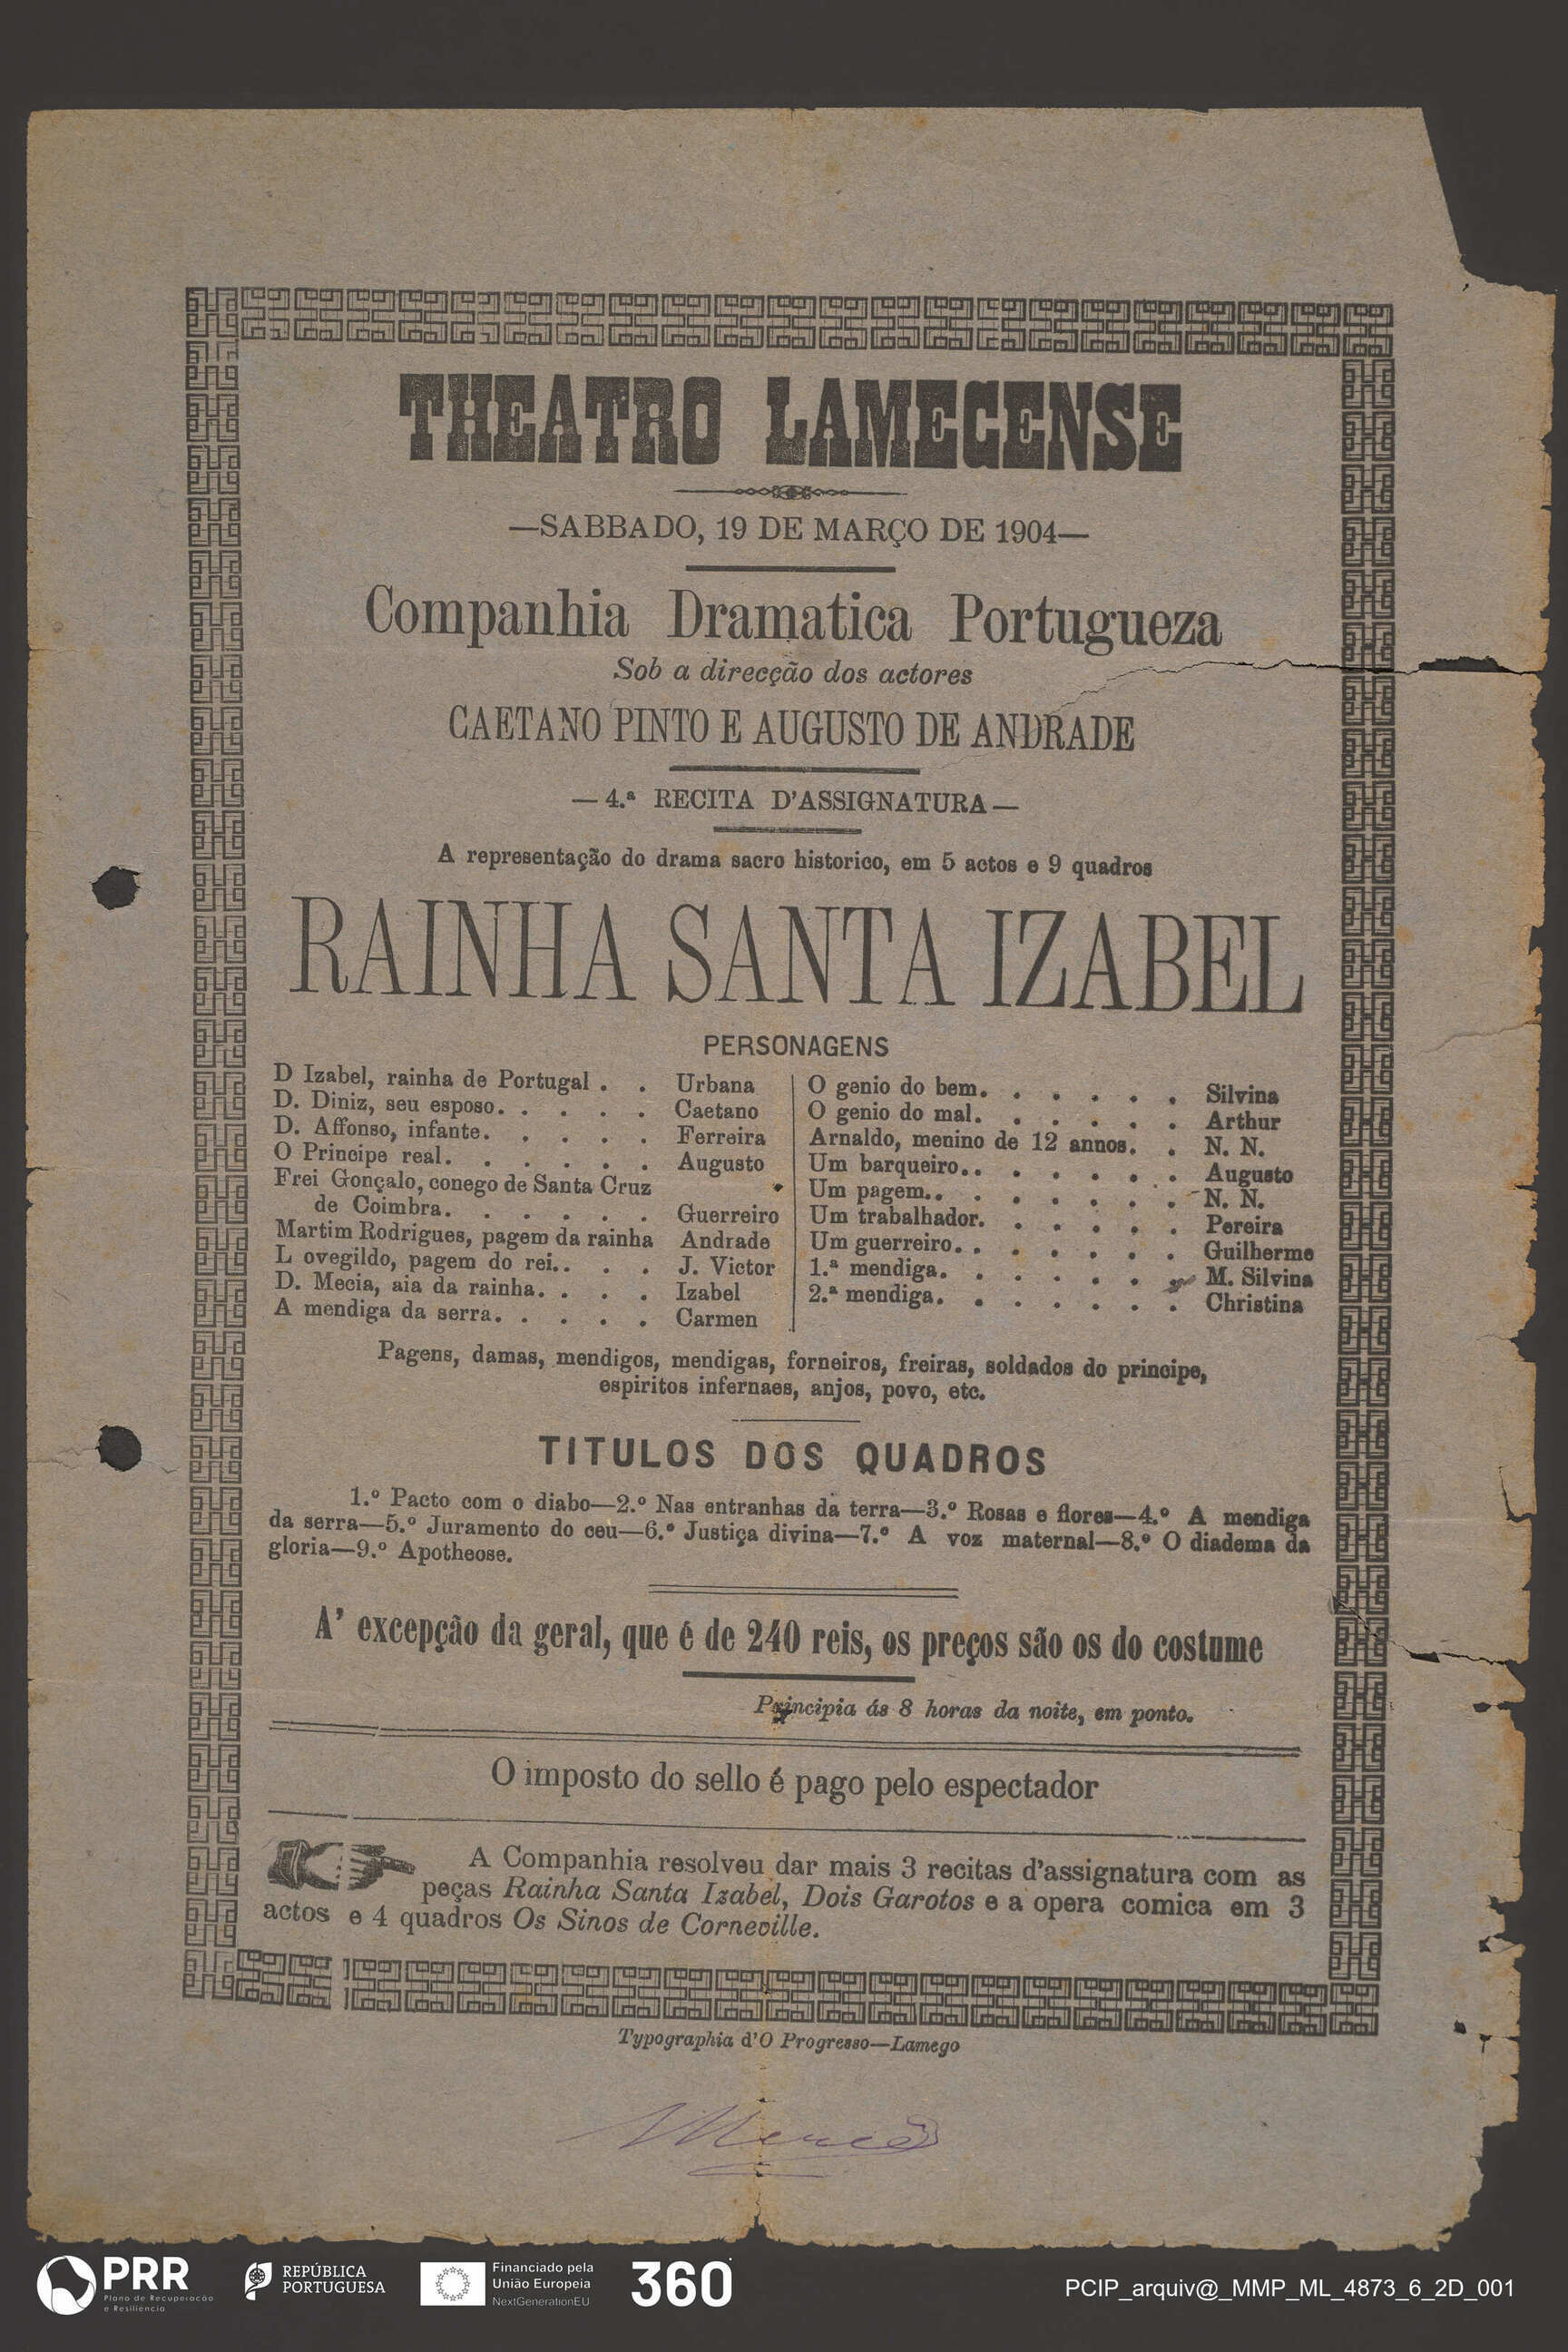 THEATRO LAMECENSE
—SABBADO, 19 DE MARÇO DE 1904—
Companhia Dramatica Portugueza
Sob a direcção dos actores
CAETANO PINTO E AUGUSTO DE ANDRADE
— 4.ª RECITA D'ASSIGNATURA —
A representação do drama sacro historico, em 5 actos e 9 quadros
RAINHA SANTA IZABEL
PERSONAGENS
D Izabel, rainha de Portugal . . Urbana
D. Diniz, seu esposo. . . . . Caetano
D. Affonso, infante. . . . . Ferreira
O Principe real. . . . . . Augusto
Frei Gonçalo, conego de Santa Cruz
de Coimbra. . . . . . Guerreiro
Martim Rodrigues, pagem da rainha Andrade
L ovegildo, pagem do rei.. . . J. Victor
D. Mecia, aia da rainha. . . . Izabel
A mendiga da serra. . . . . Carmen
O genio do bem. . . . . . Silvina
O genio do mal. . . . . . Arthur
Arnaldo, menino de 12 annos. . N. N.
Um barqueiro.. . . . . . Augusto
Um pagem.. . . . . . . N. N.
Um trabalhador. . . . . . Pereira
Um guerreiro. . . . . . . Guilherme
1.ª mendiga. . . . . . M. Silvina
2.ª mendiga. . . . . . . Christina
Pagens, damas, mendigos, mendigas, forneiros, freiras, soldados do principe,
espiritos infernaes, anjos, povo, etc.
TITULOS DOS QUADROS
1.º Pacto com o diabo—2.º Nas entranhas da terra—3.º Rosas e flores—4.º A mendiga
da serra—5.º Juramento do ceu—6.º Justiça divina—7.º A voz maternal—8.º O diadema da
gloria—9.º Apotheose.
A' excepção da geral, que é de 240 reis, os preços são os do costume
Principia ás 8 horas da noite, em ponto.
O imposto do sello é pago pelo espectador
A Companhia resolveu dar mais 3 recitas d'assignatura com as
peças Rainha Santa Izabel, Dois Garotos e a opera comica em 3
actos e 4 quadros Os Sinos de Corneville.
Typographia d'O Progresso—Lamego
PRR
Plano de Recuperação
e Resiliência
REPÚBLICA
PORTUGUESA
Financiado pela
União Europeia
NextGenerationEU
360
PCIP_arquiv@_MMP_ML_4873_6_2D_001